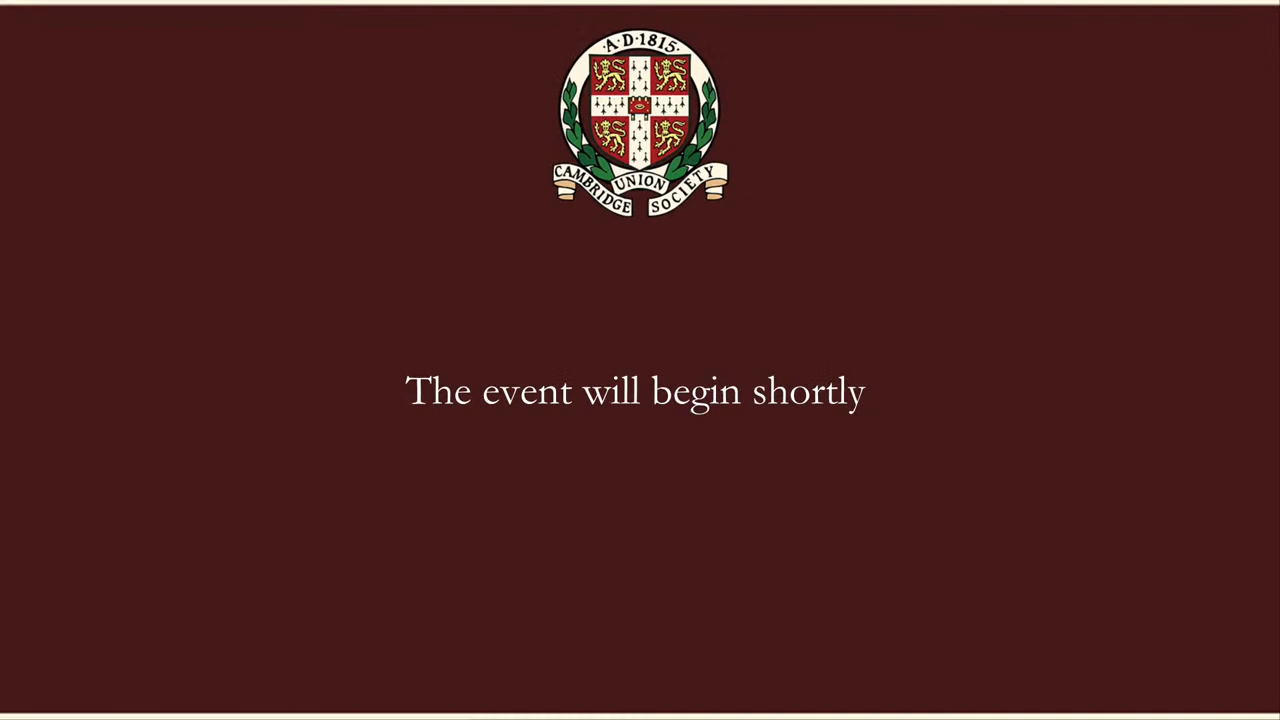 ·A·D·1815·
CAMBRIDGE UNION SOCIETY
The event will begin shortly